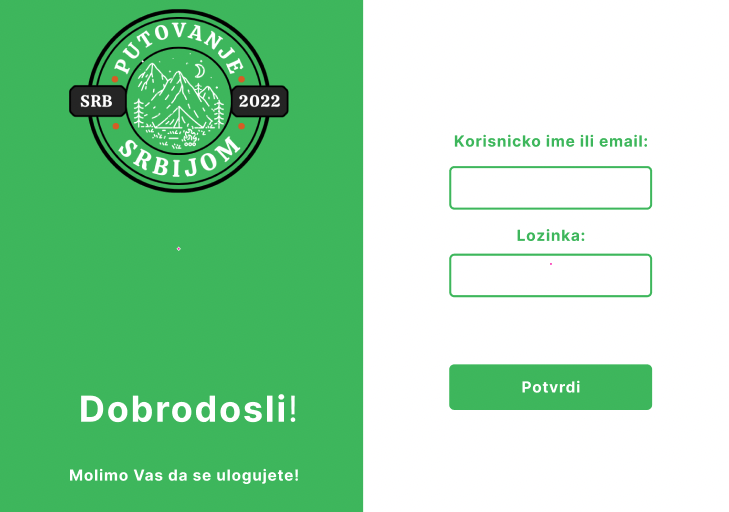 PUTOVANJE
SRB
2022
SRBIJOM
Dobrodosli!
Molimo Vas da se ulogujete!
Korisnicko ime ili email:
Lozinka:
Potvrdi